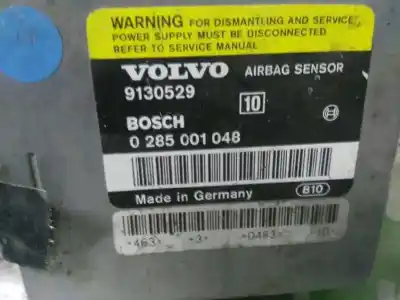 WARNING FOR DISMANTLING AND SERVICE
POWER SUPPLY MUST BE DISCONNECTED
REFER TO SERVICE MANUAL
VOLVO AIRBAG SENSOR
9130529 10
BOSCH
0 285 001 048
Made in Germany B10